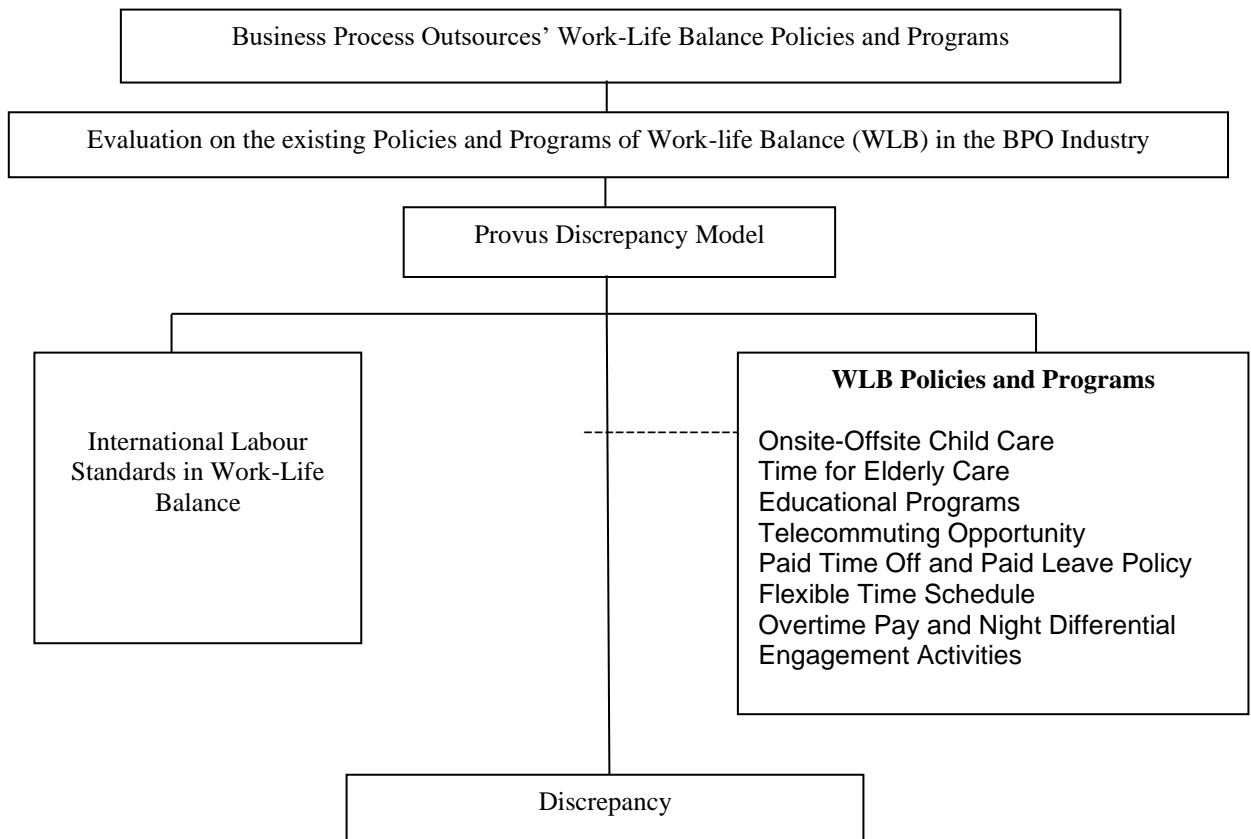 Business Process Outsources’ Work-Life Balance Policies and Programs
Evaluation on the existing Policies and Programs of Work-life Balance (WLB) in the BPO Industry
Provus Discrepancy Model
International Labour
Standards in Work-Life
Balance
WLB Policies and Programs
Onsite-Offsite Child Care
Time for Elderly Care
Educational Programs
Telecommuting Opportunity
Paid Time Off and Paid Leave Policy
Flexible Time Schedule
Overtime Pay and Night Differential
Engagement Activities
Discrepancy